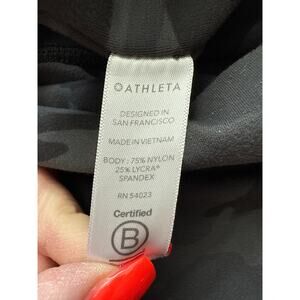 ATHLETA
DESIGNED IN
SAN FRANCISCO
MADE IN VIETNAM
BODY : 75% NYLON
25% LYCRA®
SPANDEX
RN 54023
Certified
B